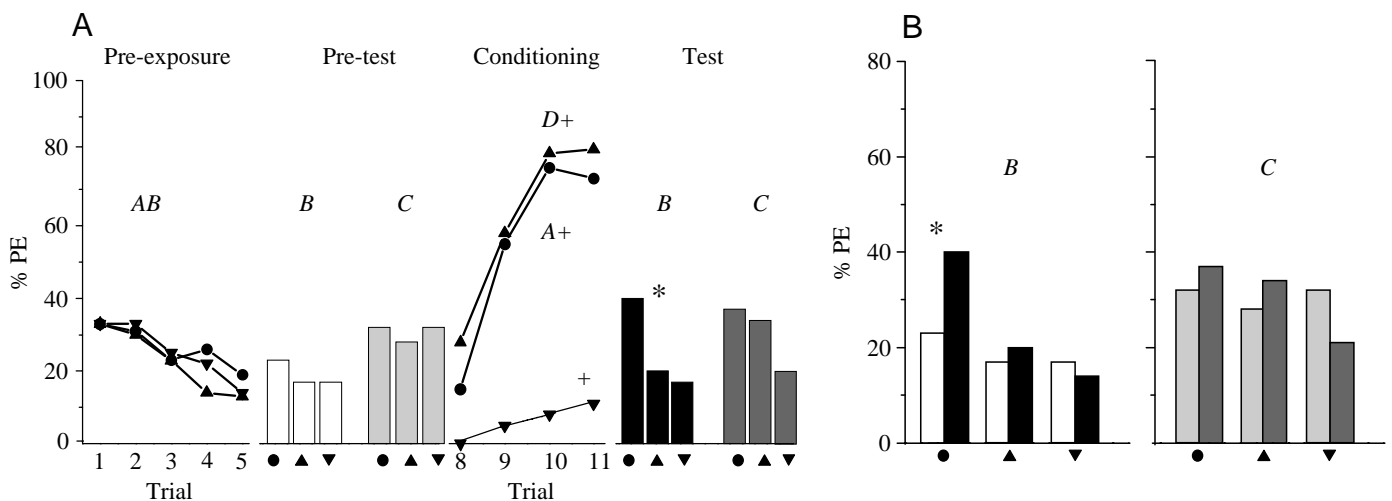 A
B
Pre-exposure Pre-test Conditioning Test
100
80
60
40
20
0
% PE
AB
B
C
D+
A+
+
B
*
C
1 2 3 4 5
8 9 10 11
Trial
Trial
80
60
40
20
0
% PE
B
*
C